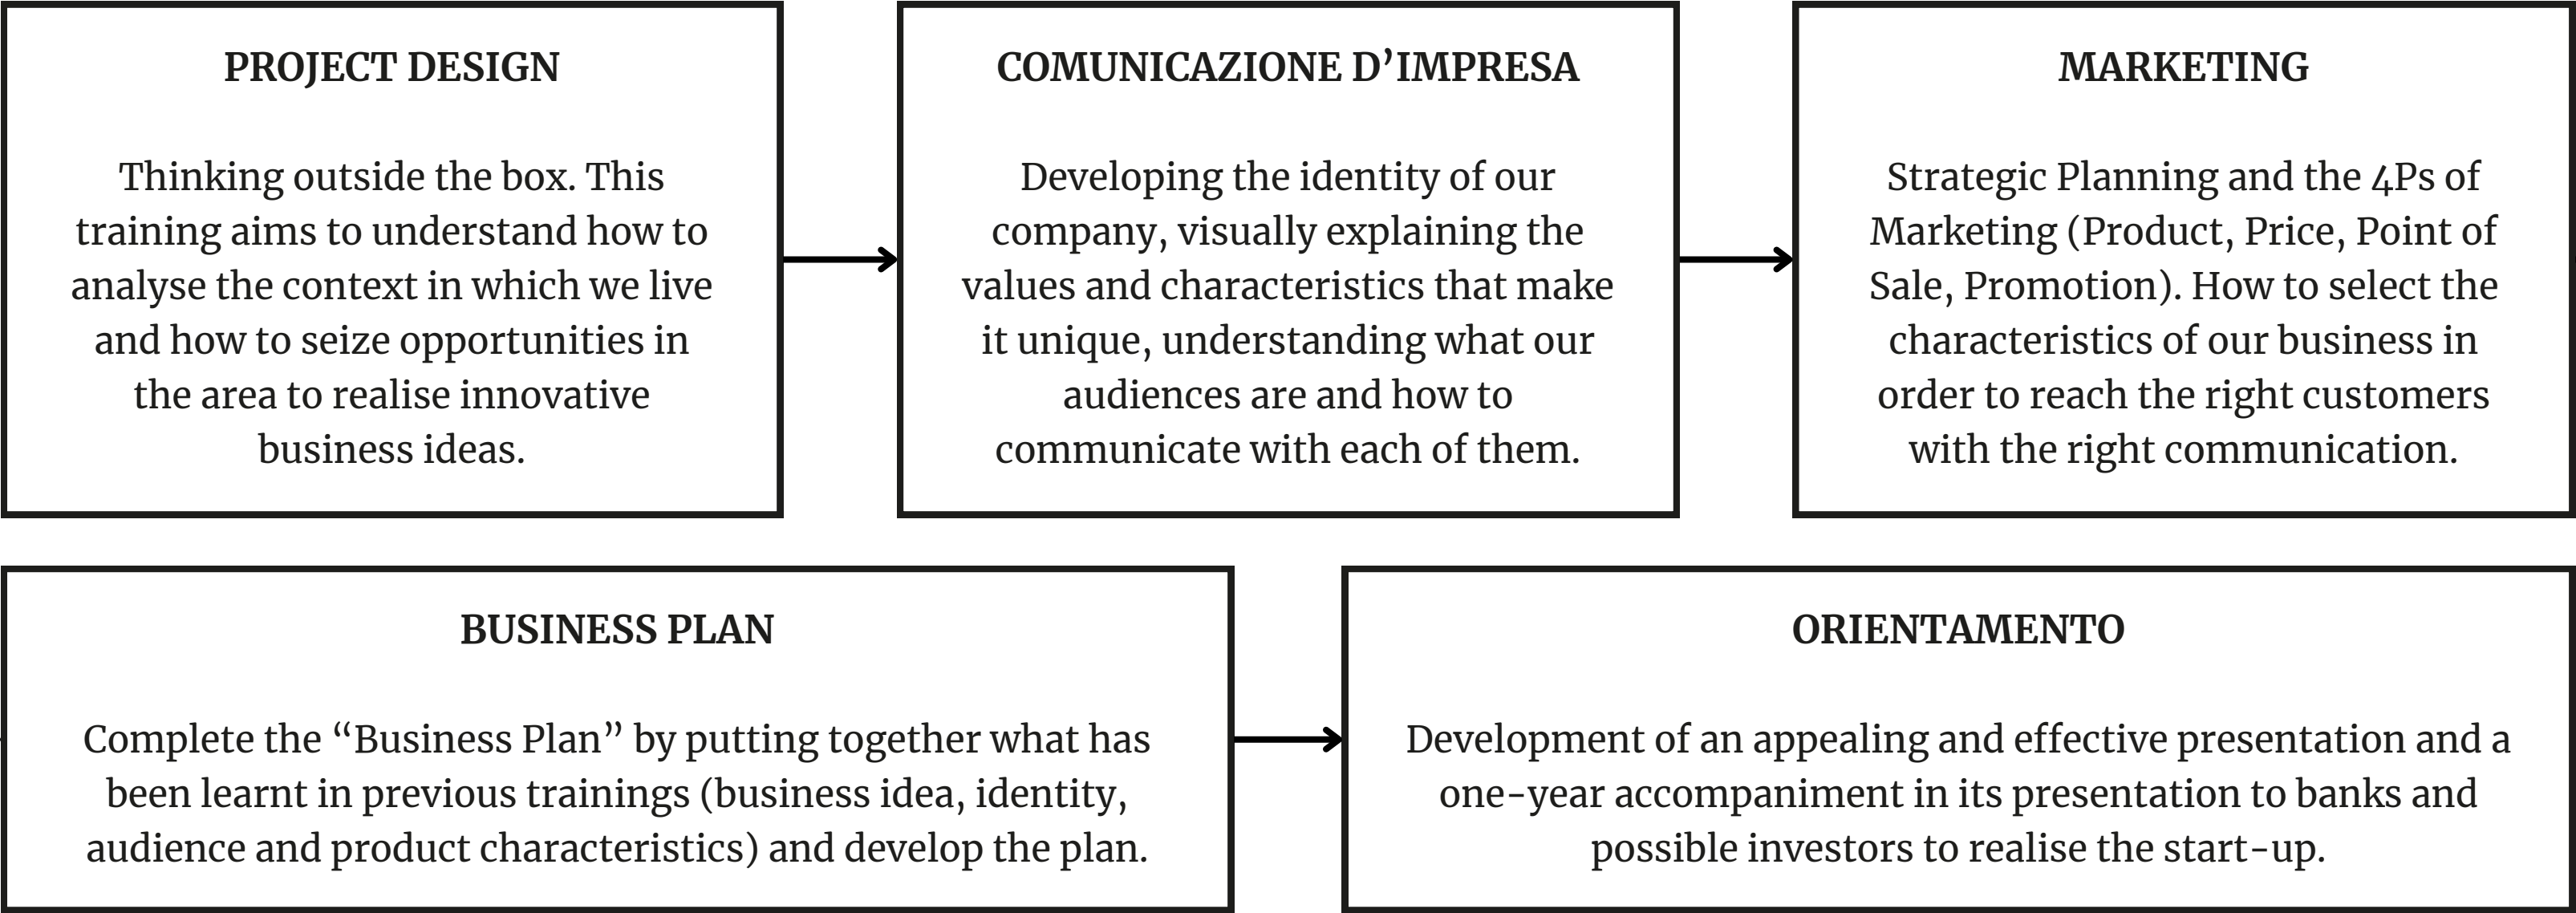 PROJECT DESIGN
Thinking outside the box. This
training aims to understand how to
analyse the context in which we live
and how to seize opportunities in
the area to realise innovative
business ideas.
COMUNICAZIONE D’IMPRESA
Developing the identity of our
company, visually explaining the
values and characteristics that make
it unique, understanding what our
audiences are and how to
communicate with each of them.
MARKETING
Strategic Planning and the 4Ps of
Marketing (Product, Price, Point of
Sale, Promotion). How to select the
characteristics of our business in
order to reach the right customers
with the right communication.
BUSINESS PLAN
Complete the “Business Plan” by putting together what has
been learnt in previous trainings (business idea, identity,
audience and product characteristics) and develop the plan.
ORIENTAMENTO
Development of an appealing and effective presentation and a
one-year accompaniment in its presentation to banks and
possible investors to realise the start-up.